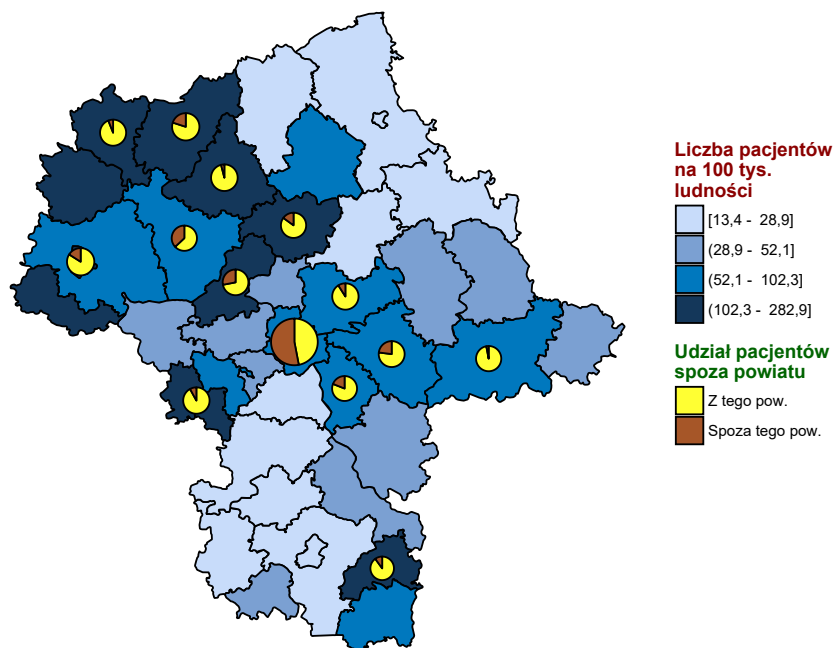 Liczba pacjentów
na 100 tys.
ludności
[13,4 - 28,9]
(28,9 - 52,1]
(52,1 - 102,3]
(102,3 - 282,9]
Udział pacjentów
spoza powiatu
Z tego pow.
Spoza tego pow.